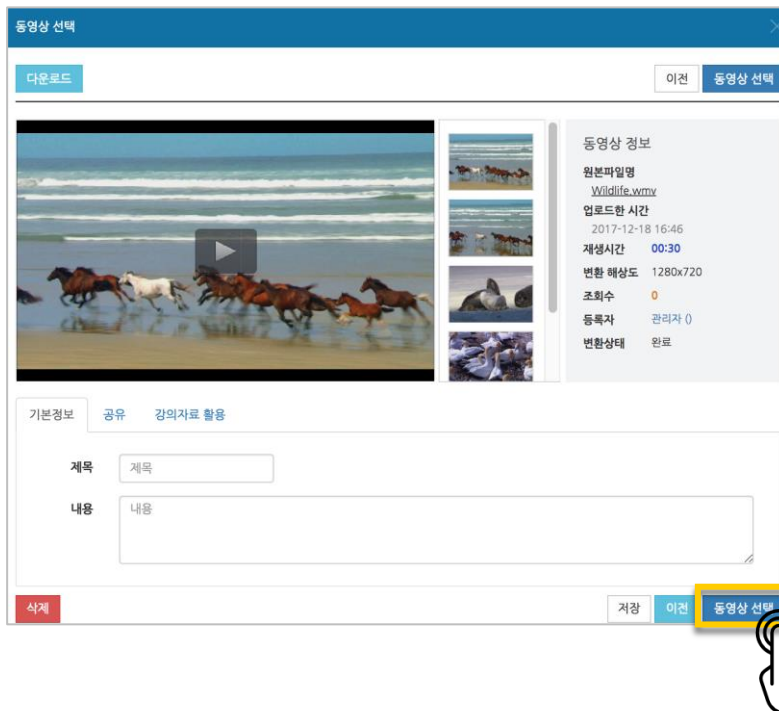 동영상 선택
다운로드
이전
동영상 선택
동영상 정보
원본파일명
Wildlife.wmv
업로드한 시간
2017-12-18 16:46
재생시간 00:30
변환 해상도 1280x720
조회수 0
등록자 관리자 ()
변환상태 완료
기본정보 공유 강의자료 활용
제목 제목
내용 내용
삭제
저장
이전
동영상 선택